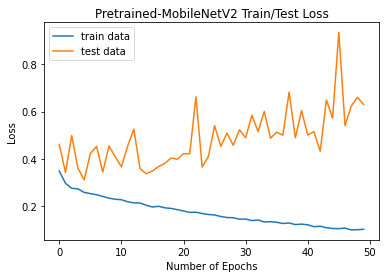 Pretrained-MobileNetV2 Train/Test Loss
train data
test data
Loss
0.8
0.6
0.4
0.2
0 10 20 30 40 50
Number of Epochs